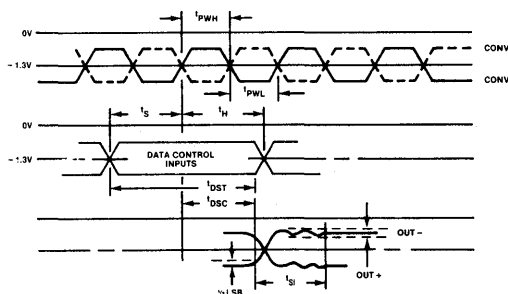 tPWH
0V
CONV
-1.3V
CONV
tPWL
0V
tS
tH
-1.3V
DATA CONTROL
INPUTS
tDST
tDSC
OUT-
½ LSB
tSI
OUT+